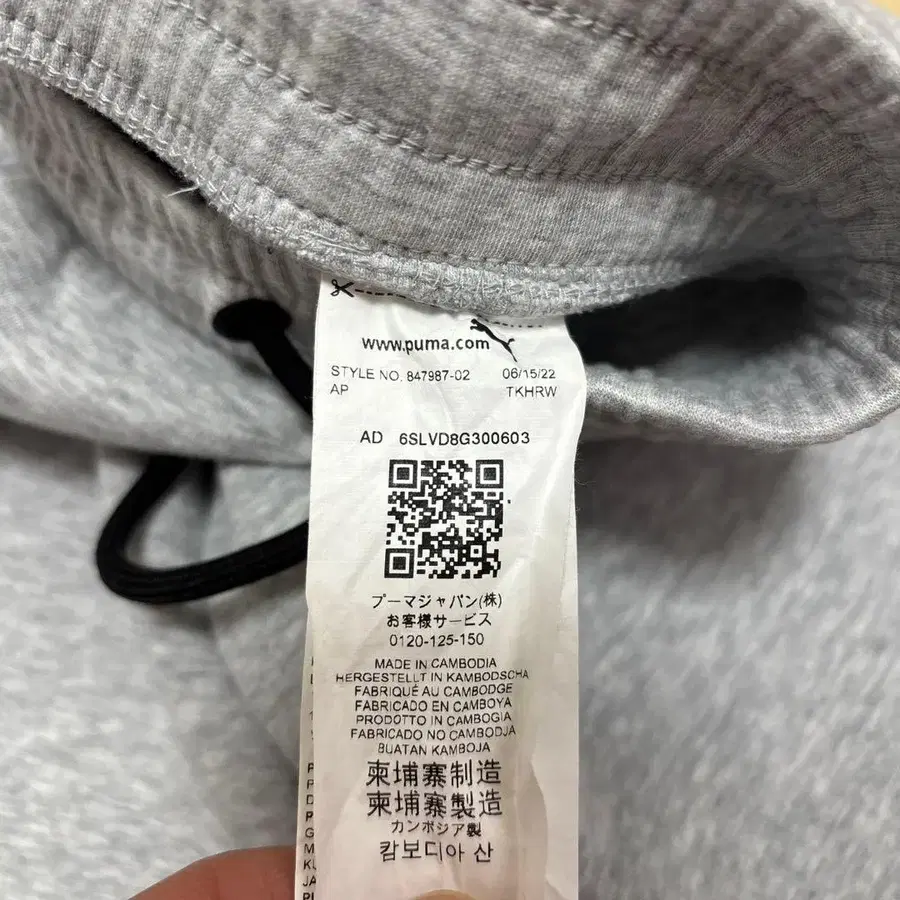 www.puma.com
STYLE NO. 847987-02 06/15/22
AP TKHRW
AD 6SLVD8G300603
プーマジャパン(株)
お客様サービス
0120-125-150
MADE IN CAMBODIA
HERGESTELLT IN KAMBODSCHA
FABRIQUÉ AU CAMBODGE
FABRICADO EN CAMBOYA
PRODOTTO IN CAMBOGIA
FABRICADO NO CAMBODJA
BUATAN KAMBOJA
柬埔寨制造
柬埔寨製造
カンボジア製
캄보디아 산